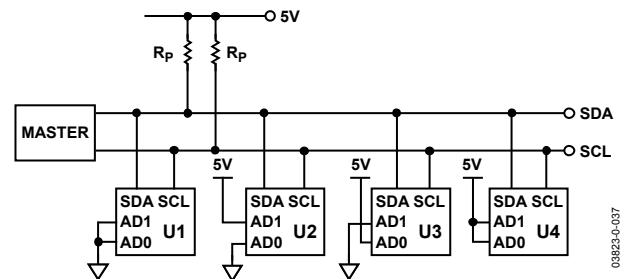 5V
RP RP
SDA
MASTER
SCL
5V 5V 5V
SDA SCL SDA SCL SDA SCL SDA SCL
AD1 U1 AD1 U2 AD1 U3 AD1 U4
AD0 AD0 AD0 AD0
03823-0-037